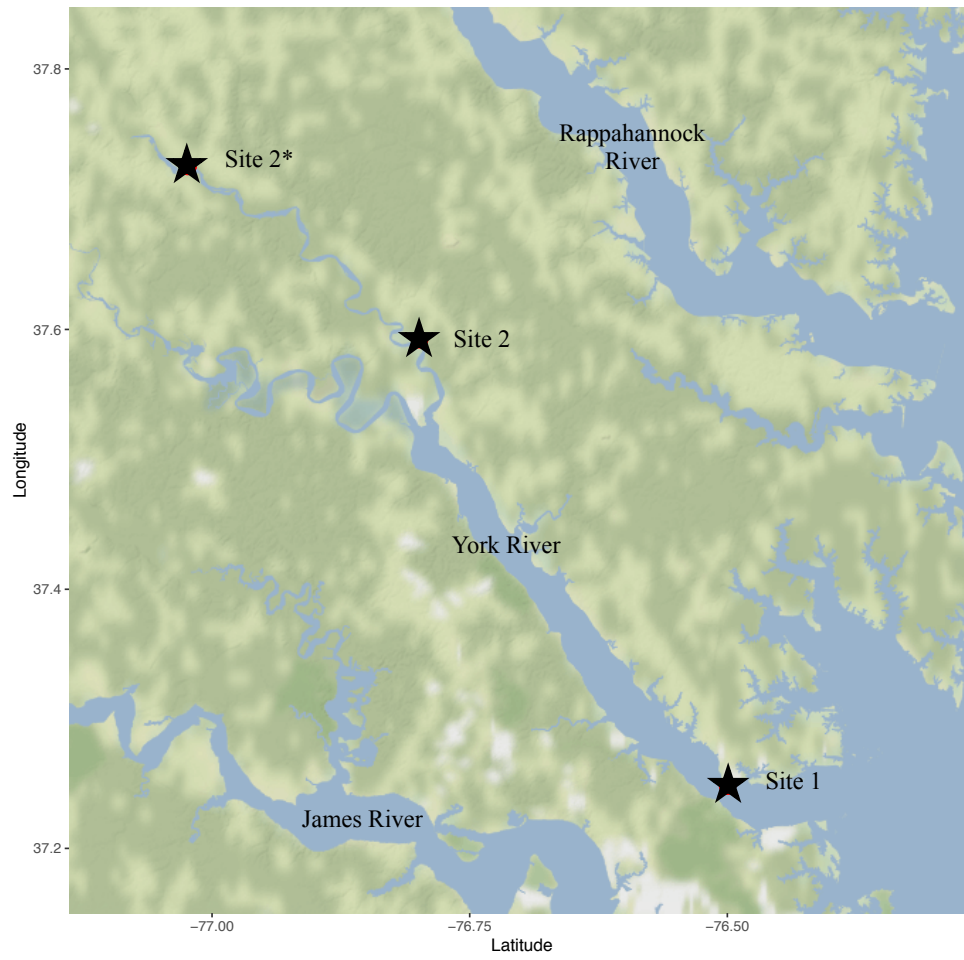 37.8
Rappahannock
River
Site 2*
37.6
Site 2
Longitude
York River
37.4
Site 1
James River
37.2
−77.00
−76.75
−76.50
Latitude